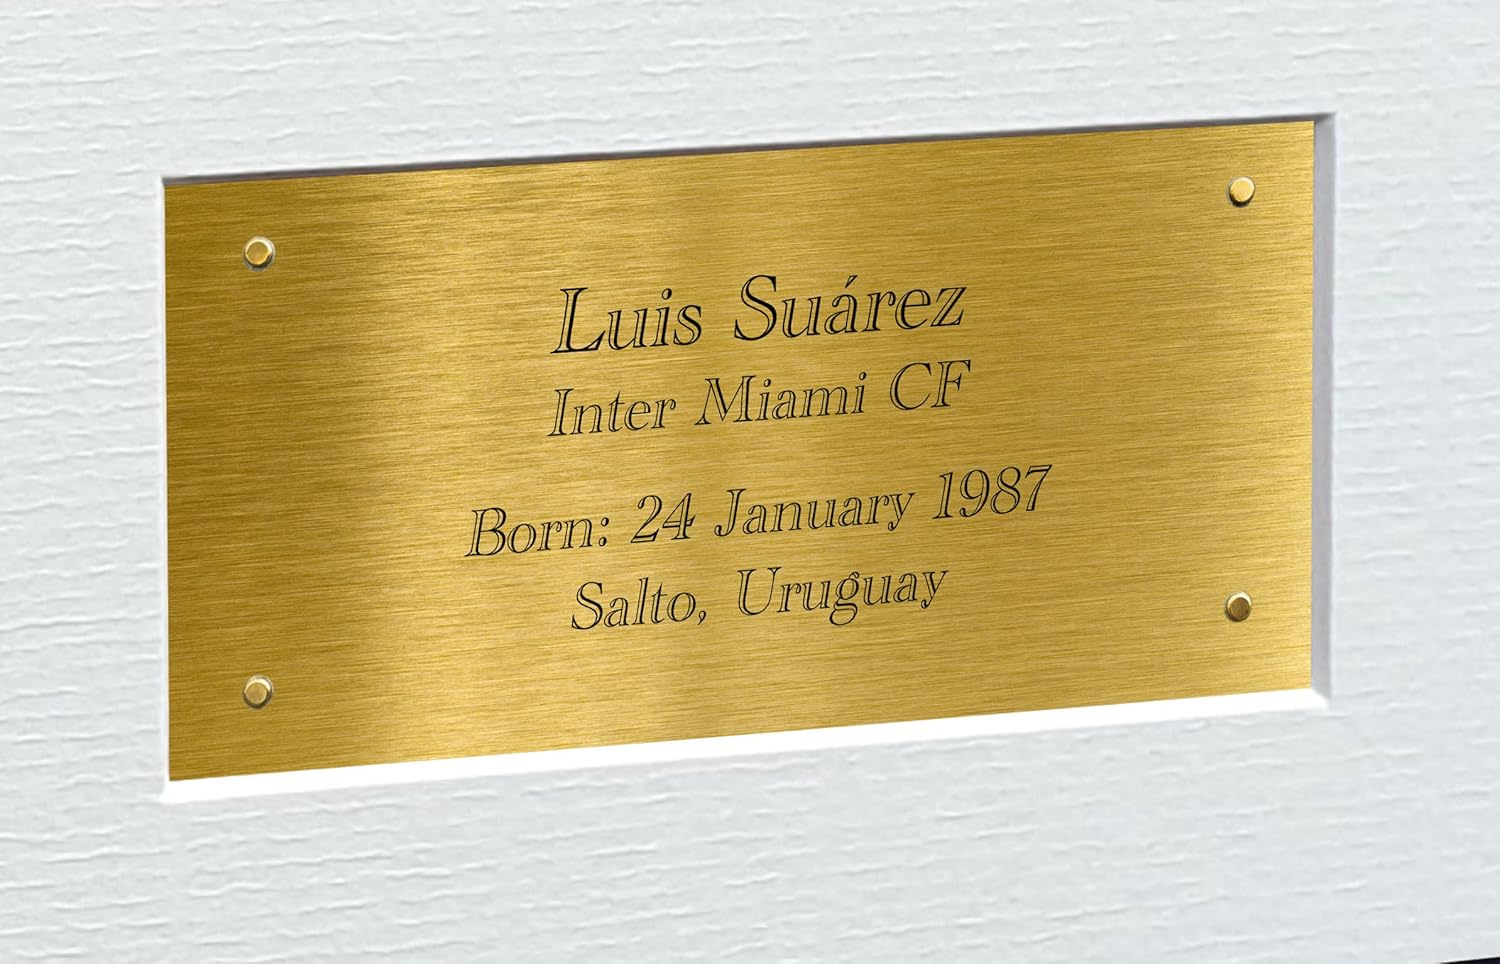 Luis Suárez
Inter Miami CF
Born: 24 January 1987
Salto, Uruguay